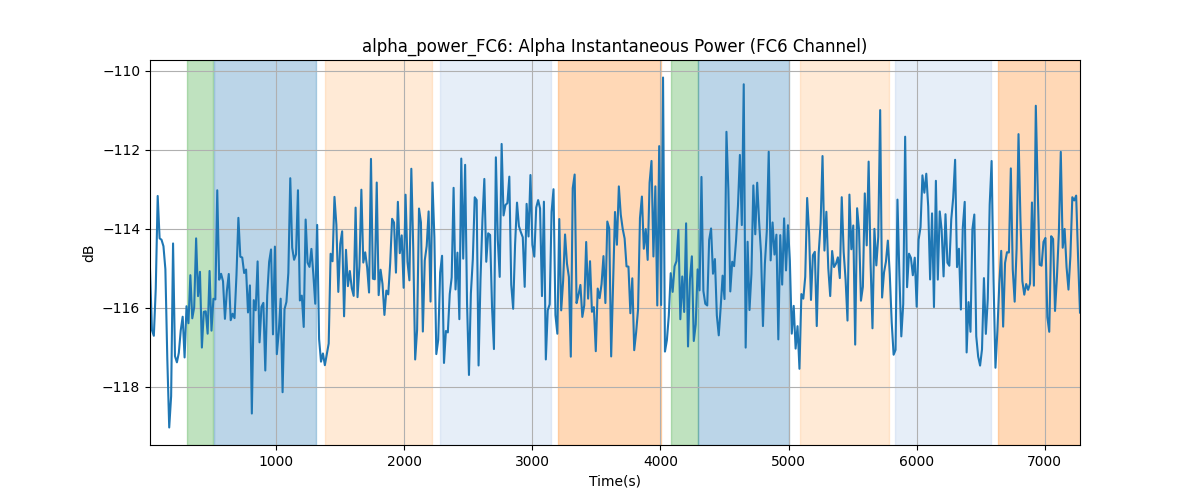 alpha_power_FC6: Alpha Instantaneous Power (FC6 Channel)
dB
−110
−112
−114
−116
−118
1000 2000 3000 4000 5000 6000 7000
Time(s)